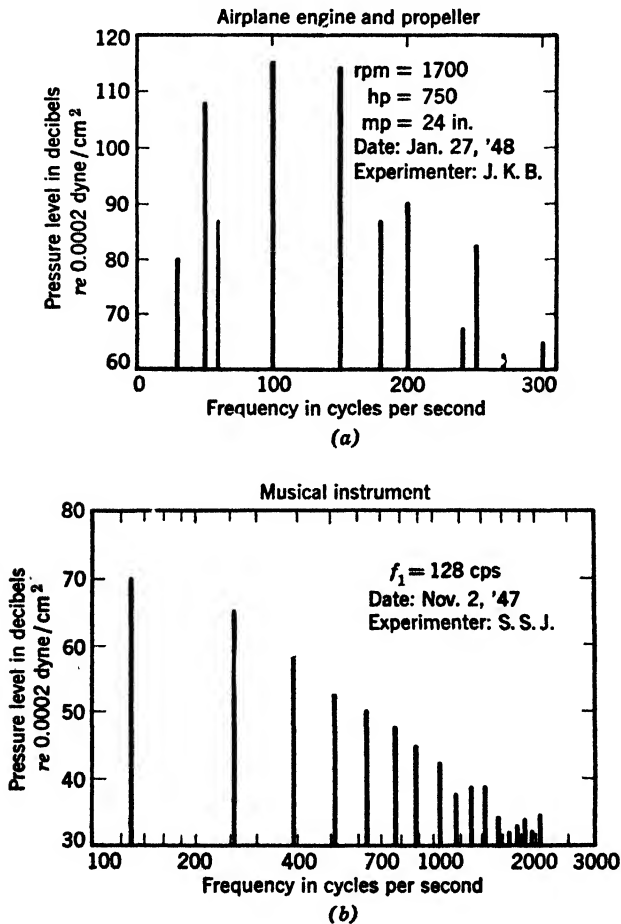 Airplane engine and propeller
Pressure level in decibels
re 0.0002 dyne/cm²
120
110
100
90
80
70
60
rpm = 1700
hp = 750
mp = 24 in.
Date: Jan. 27, '48
Experimenter: J. K. B.
0
100
200
300
Frequency in cycles per second
(a)
Musical instrument
Pressure level in decibels
re 0.0002 dyne/cm²
80
70
60
50
40
30
f₁ = 128 cps
Date: Nov. 2, '47
Experimenter: S. S. J.
100
200
400
700
1000
2000
3000
Frequency in cycles per second
(b)